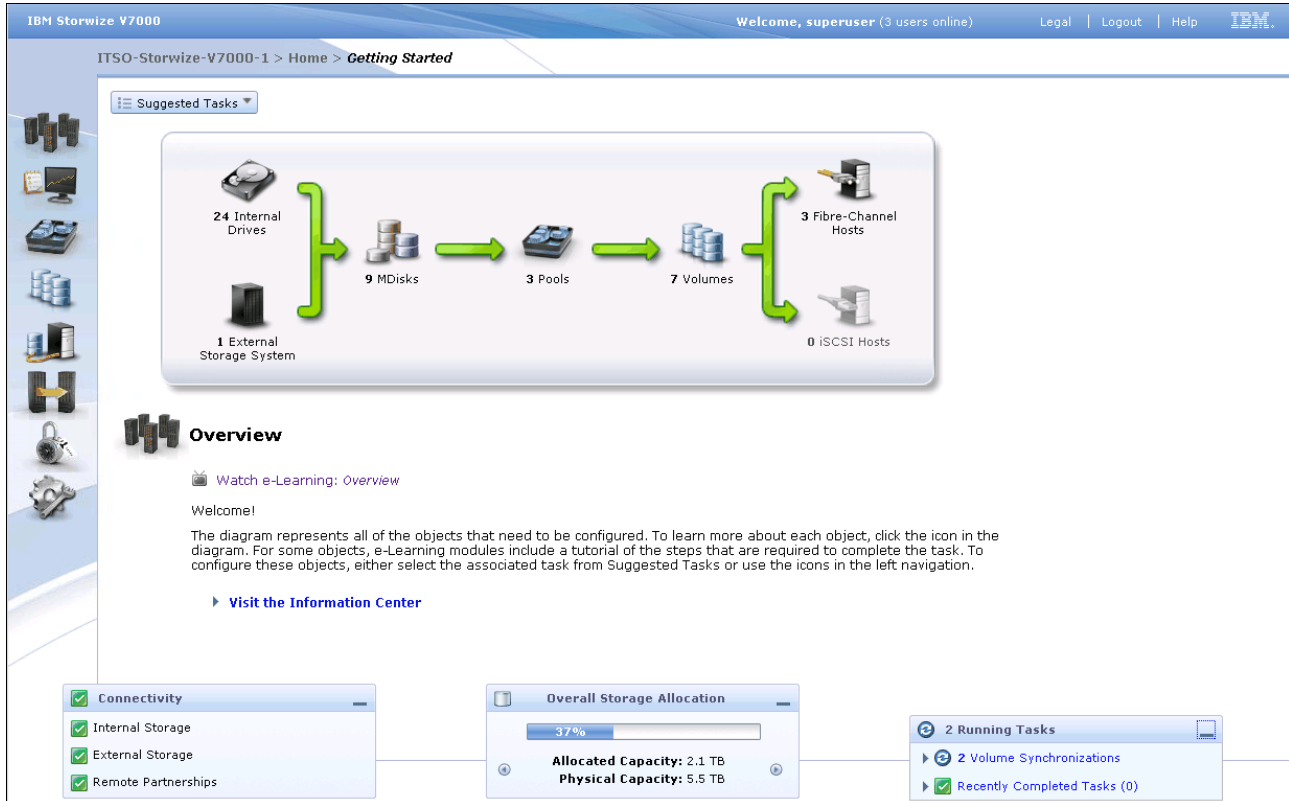 IBM Storwize V7000
Welcome, superuser (3 users online)
Legal | Logout | Help
IBM.
ITSO-Storwize-V7000-1 > Home > Getting Started
Suggested Tasks
24 Internal
Drives
1 External
Storage System
9 MDisks
3 Pools
7 Volumes
3 Fibre-Channel
Hosts
0 iSCSI Hosts
Overview
Watch e-Learning: Overview
Welcome!
The diagram represents all of the objects that need to be configured. To learn more about each object, click the icon in the
diagram. For some objects, e-Learning modules include a tutorial of the steps that are required to complete the task. To
configure these objects, either select the associated task from Suggested Tasks or use the icons in the left navigation.
Visit the Information Center
Connectivity
Internal Storage
External Storage
Remote Partnerships
Overall Storage Allocation
37%
Allocated Capacity: 2.1 TB
Physical Capacity: 5.5 TB
2 Running Tasks
2 Volume Synchronizations
Recently Completed Tasks (0)